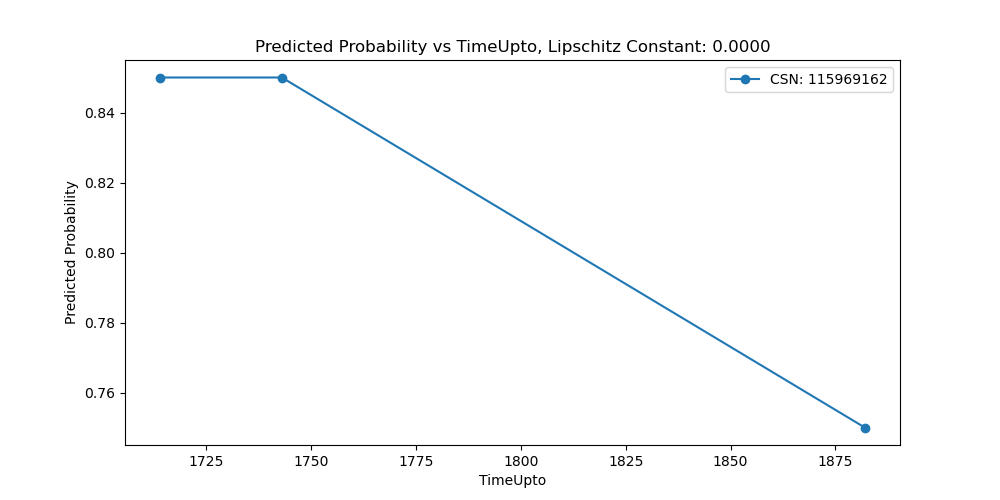 Predicted Probability vs TimeUpto, Lipschitz Constant: 0.0000
CSN: 115969162
Predicted Probability
0.84
0.82
0.80
0.78
0.76
1725 1750 1775 1800 1825 1850 1875
TimeUpto